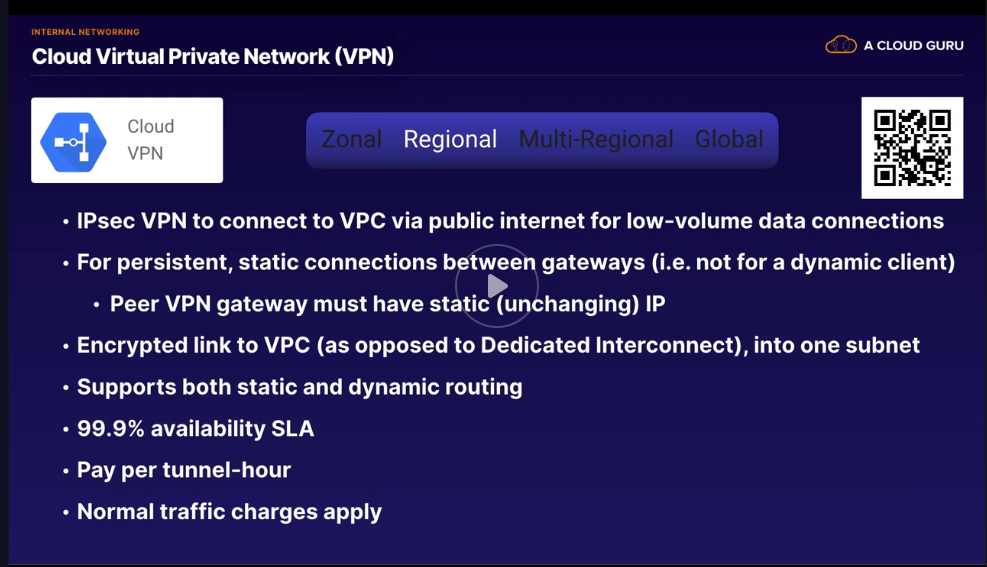 INTERNAL NETWORKING
Cloud Virtual Private Network (VPN)
A CLOUD GURU
Cloud
VPN
Zonal Regional Multi-Regional Global
• IPsec VPN to connect to VPC via public internet for low-volume data connections
• For persistent, static connections between gateways (i.e. not for a dynamic client)
• Peer VPN gateway must have static (unchanging) IP
• Encrypted link to VPC (as opposed to Dedicated Interconnect), into one subnet
• Supports both static and dynamic routing
• 99.9% availability SLA
• Pay per tunnel-hour
• Normal traffic charges apply